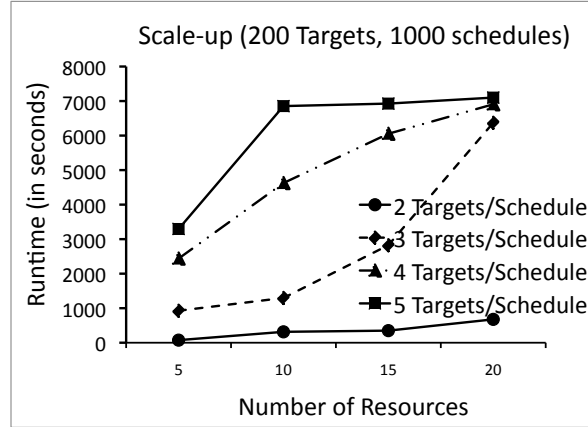 Scale-up (200 Targets, 1000 schedules)
8000
7000
6000
5000
4000
3000
2000
1000
0
Runtime (in seconds)
2 Targets/Schedule
3 Targets/Schedule
4 Targets/Schedule
5 Targets/Schedule
5 10 15 20
Number of Resources